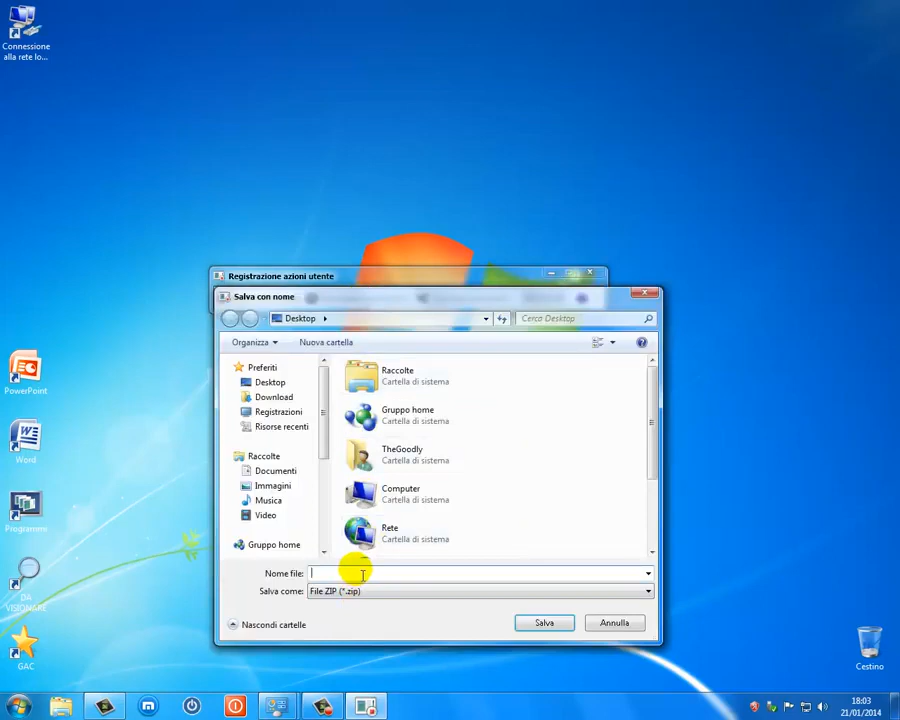 Connessione
alla rete lo...
Registrazione azioni utente
Salva con nome
Desktop
Cerca Desktop
Organizza
Nuova cartella
Preferiti
Desktop
Download
Registrazioni
Risorse recenti
Raccolte
Documenti
Immagini
Musica
Video
Gruppo home
Raccolte
Cartella di sistema
Gruppo home
Cartella di sistema
TheGoodly
Cartella di sistema
Computer
Cartella di sistema
Rete
Cartella di sistema
Nome file:
Salva come: File ZIP (*.zip)
Nascondi cartelle
Salva
Annulla
PowerPoint
Word
Programmi
DA
VISIONARE
GAC
Cestino
18:03
21/01/2014